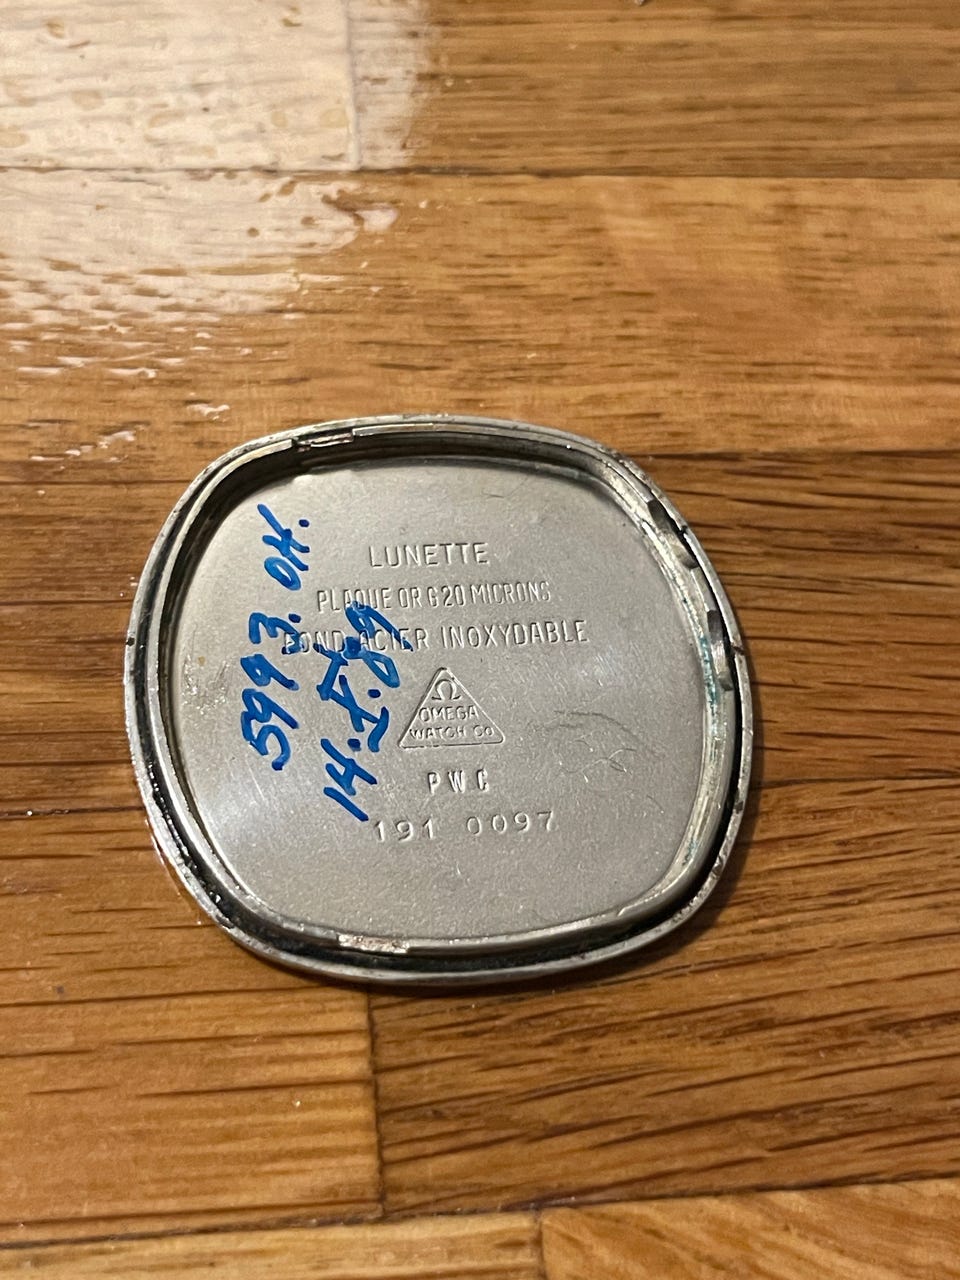 LUNETTE
PLAQUE OR G 20 MICRONS
FOND ACIER INOXYDABLE
Ω
OMEGA
WATCH Co
PWC
191 0097
5993. OH.
14.I.89